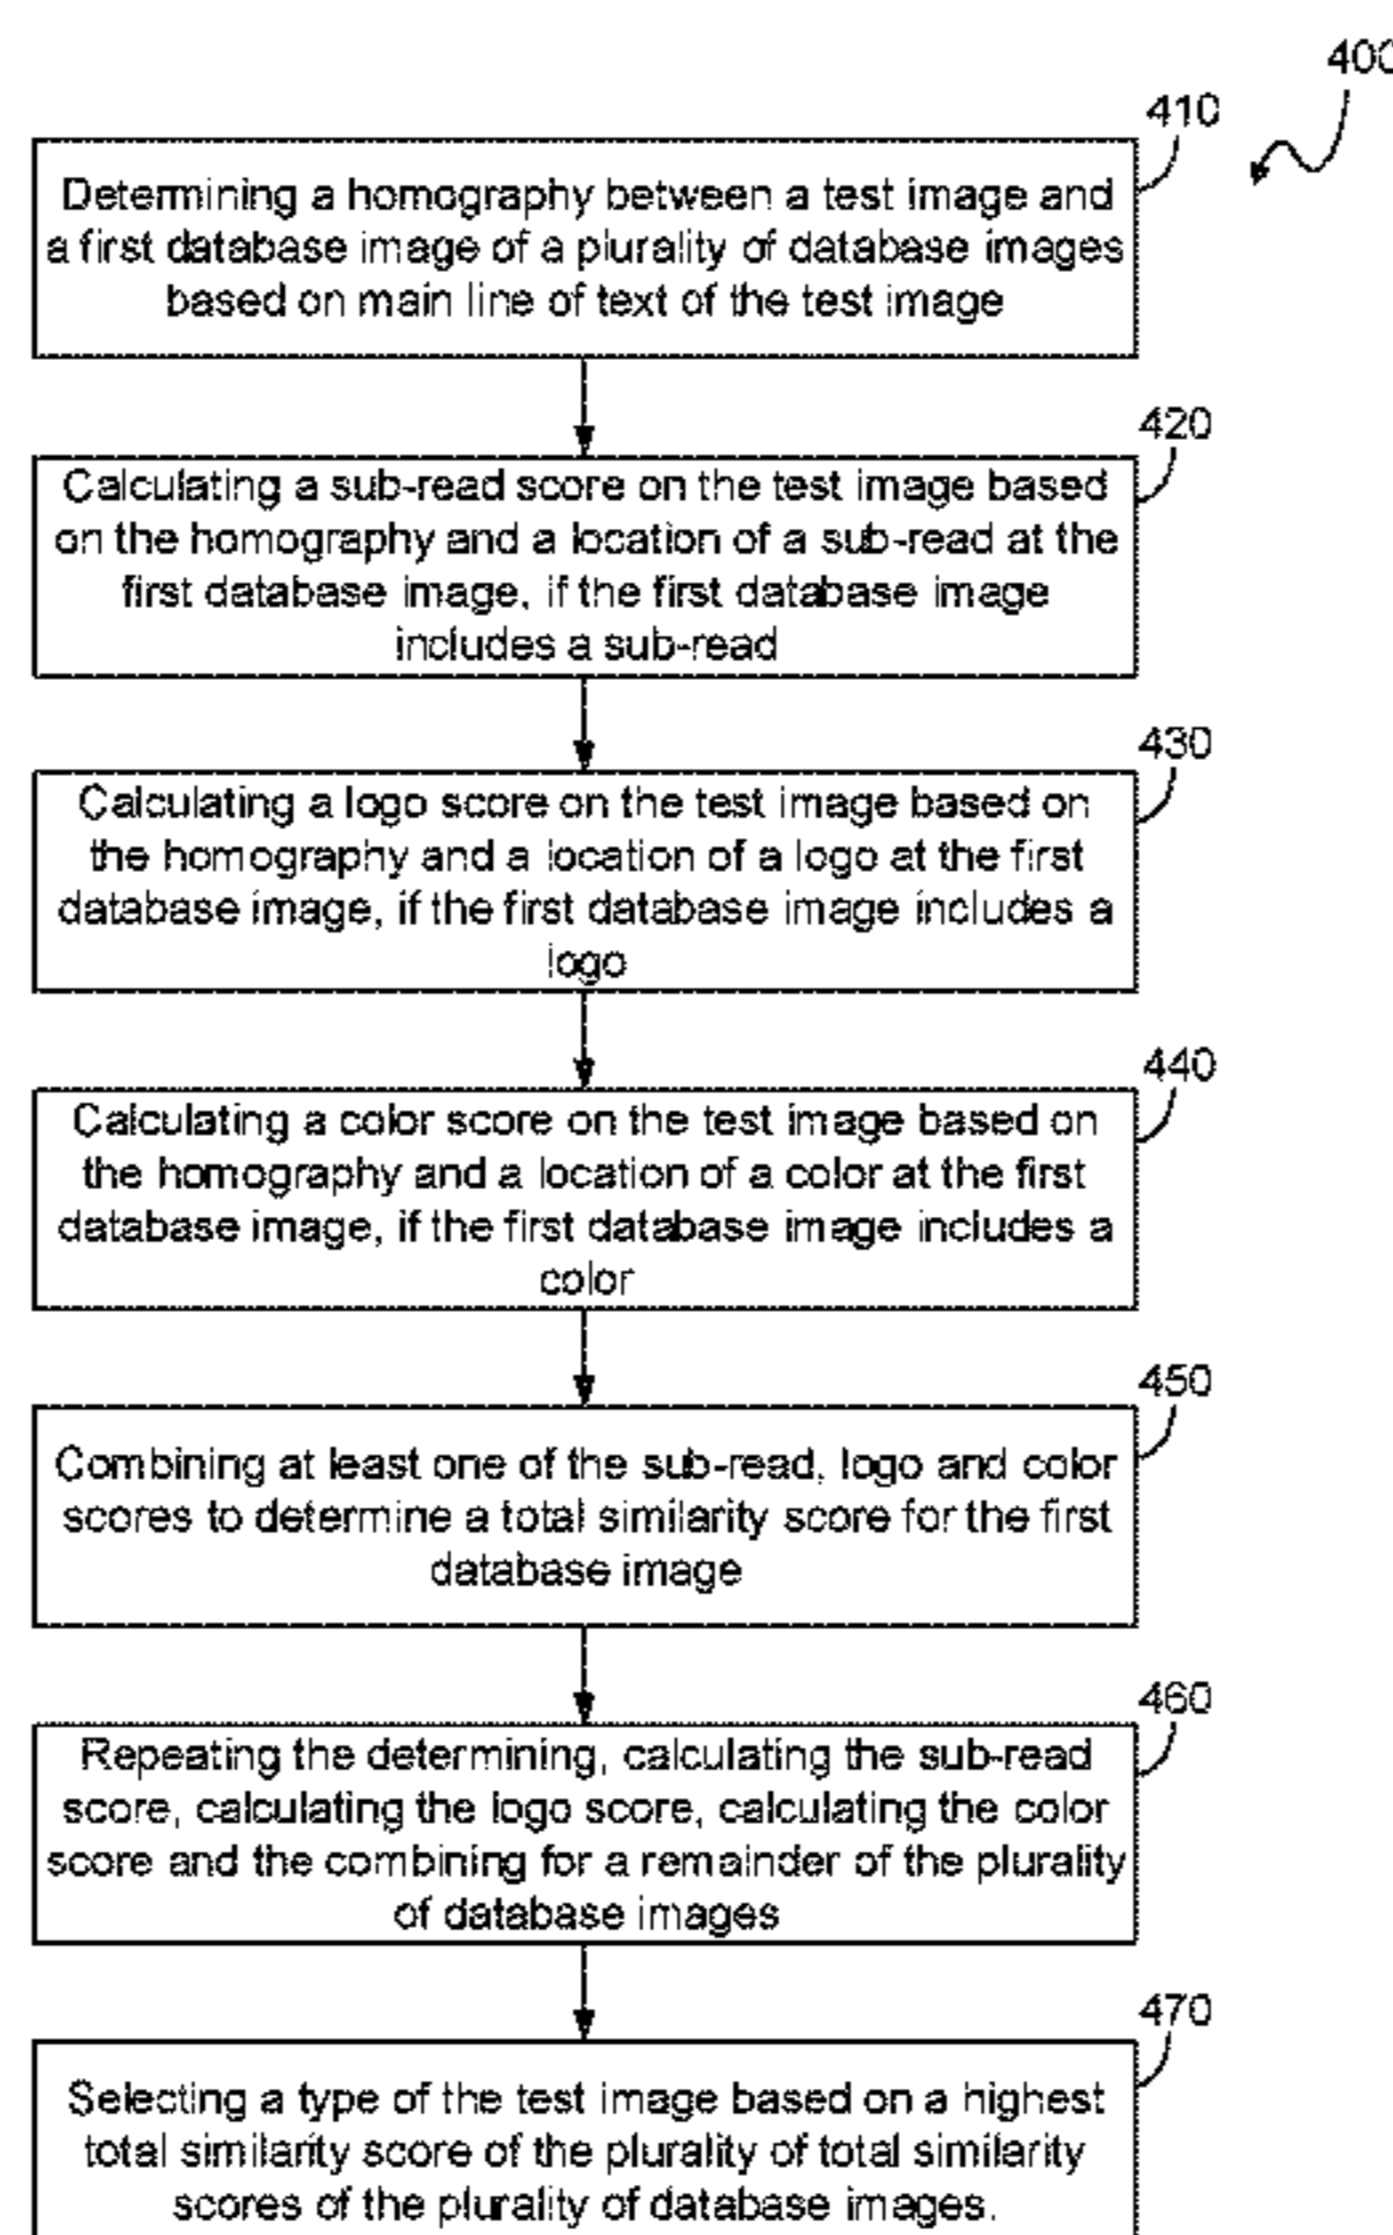 400
410
Determining a homography between a test image and
a first database image of a plurality of database images
based on main line of text of the test image
420
Calculating a sub-read score on the test image based
on the homography and a location of a sub-read at the
first database image, if the first database image
includes a sub-read
430
Calculating a logo score on the test image based on
the homography and a location of a logo at the first
database image, if the first database image includes a
logo
440
Calculating a color score on the test image based on
the homography and a location of a color at the first
database image, if the first database image includes a
color
450
Combining at least one of the sub-read, logo and color
scores to determine a total similarity score for the first
database image
460
Repeating the determining, calculating the sub-read
score, calculating the logo score, calculating the color
score and the combining for a remainder of the plurality
of database images
470
Selecting a type of the test image based on a highest
total similarity score of the plurality of total similarity
scores of the plurality of database images.